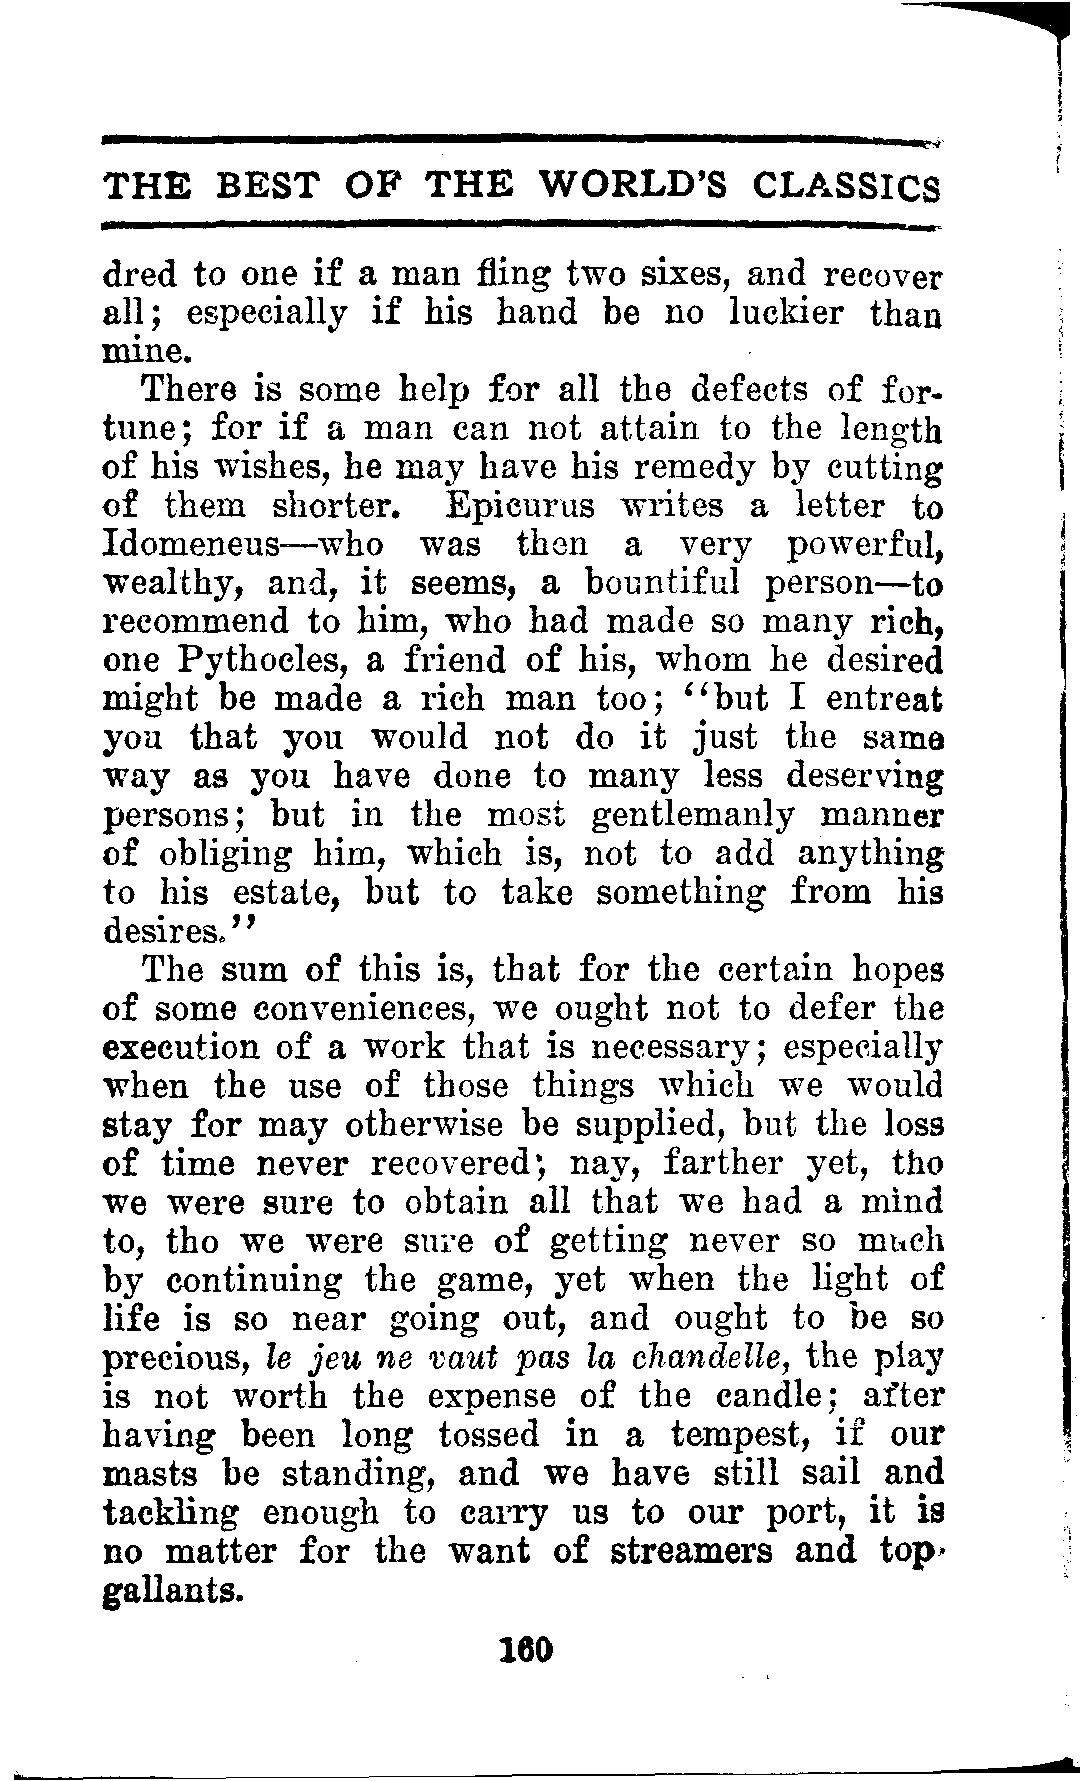 THE BEST OF THE WORLD'S CLASSICS
dred to one if a man fling two sixes, and recover
all; especially if his hand be no luckier than
mine.
There is some help for all the defects of for-
tune; for if a man can not attain to the length
of his wishes, he may have his remedy by cutting
of them shorter. Epicurus writes a letter to
Idomeneus—who was then a very powerful,
wealthy, and, it seems, a bountiful person—to
recommend to him, who had made so many rich,
one Pythocles, a friend of his, whom he desired
might be made a rich man too; "but I entreat
you that you would not do it just the same
way as you have done to many less deserving
persons; but in the most gentlemanly manner
of obliging him, which is, not to add anything
to his estate, but to take something from his
desires."
The sum of this is, that for the certain hopes
of some conveniences, we ought not to defer the
execution of a work that is necessary; especially
when the use of those things which we would
stay for may otherwise be supplied, but the loss
of time never recovered; nay, farther yet, tho
we were sure to obtain all that we had a mind
to, tho we were sure of getting never so much
by continuing the game, yet when the light of
life is so near going out, and ought to be so
precious, le jeu ne vaut pas la chandelle, the play
is not worth the expense of the candle; after
having been long tossed in a tempest, if our
masts be standing, and we have still sail and
tackling enough to carry us to our port, it is
no matter for the want of streamers and top-
gallants.
160